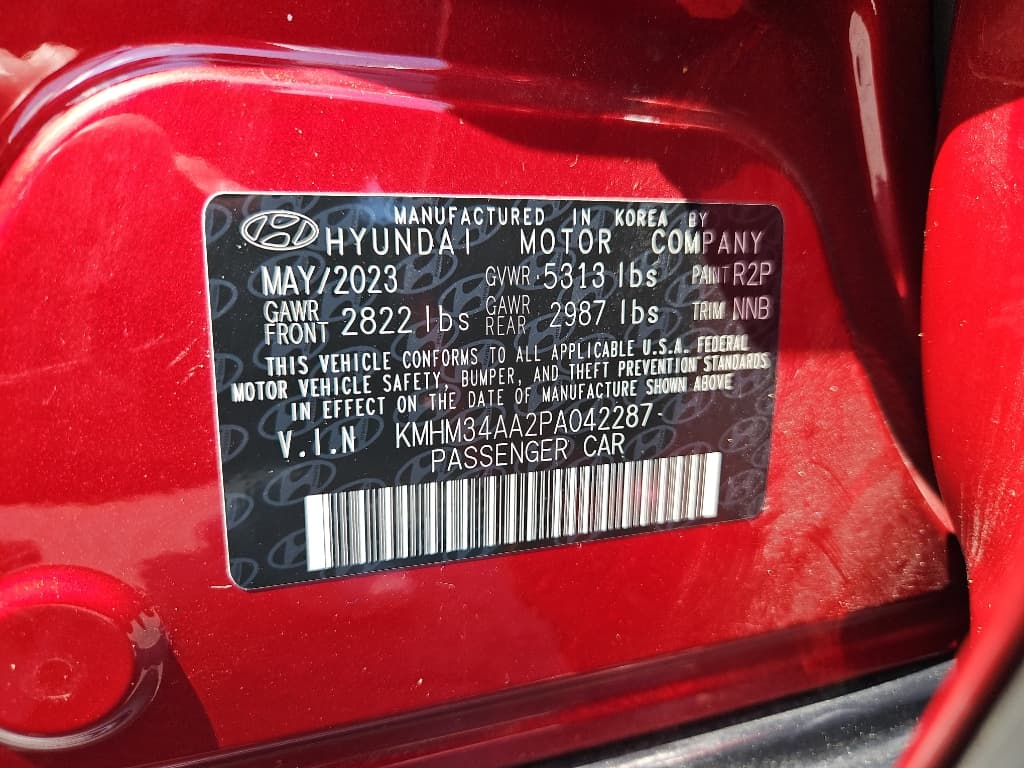 MANUFACTURED IN KOREA BY
HYUNDAI MOTOR COMPANY
MAY/2023 GVWR 5313 lbs PAINT R2P
GAWR FRONT 2822 lbs GAWR REAR 2987 lbs TRIM NNB
THIS VEHICLE CONFORMS TO ALL APPLICABLE U.S.A. FEDERAL
MOTOR VEHICLE SAFETY, BUMPER, AND THEFT PREVENTION STANDARDS
IN EFFECT ON THE DATE OF MANUFACTURE SHOWN ABOVE
V.I.N KMHM34AA2PA042287
PASSENGER CAR